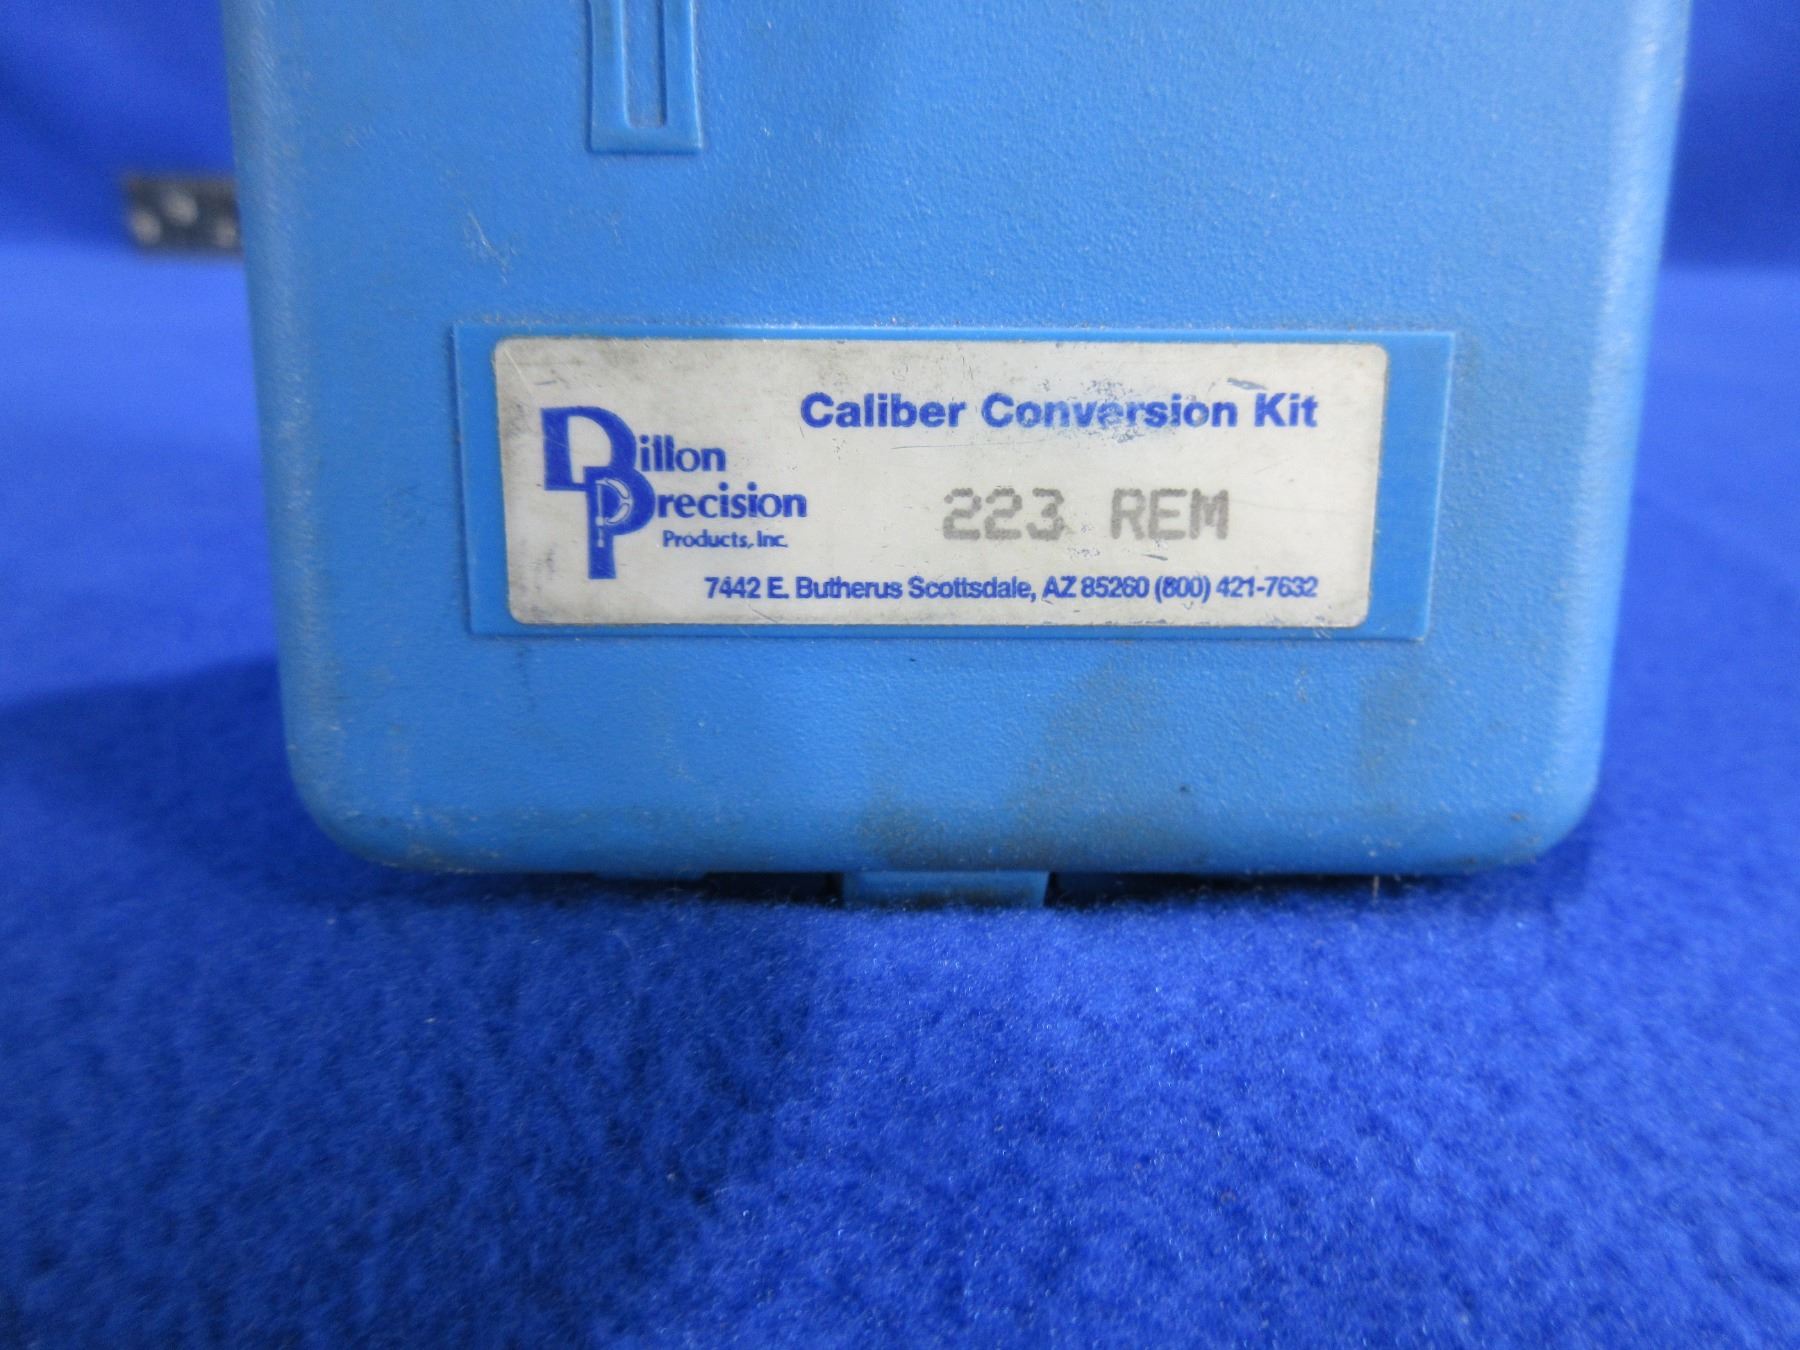 Caliber Conversion Kit
Dillon
Precision
Products, Inc.
223 REM
7442 E. Butherus Scottsdale, AZ 85260 (800) 421-7632